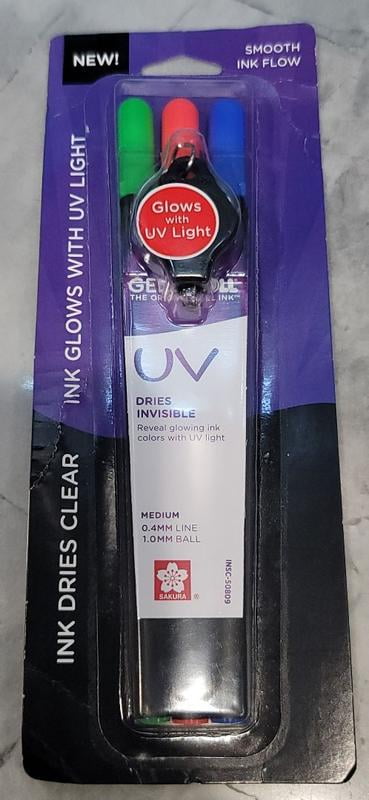 NEW!
SMOOTH
INK FLOW
INK DRIES CLEAR INK GLOWS WITH UV LIGHT
Glows
with
UV Light
UV
DRIES
INVISIBLE
Reveal glowing ink
colors with UV light
MEDIUM
0.4MM LINE
1.0MM BALL
SAKURA ®
INSC-50809